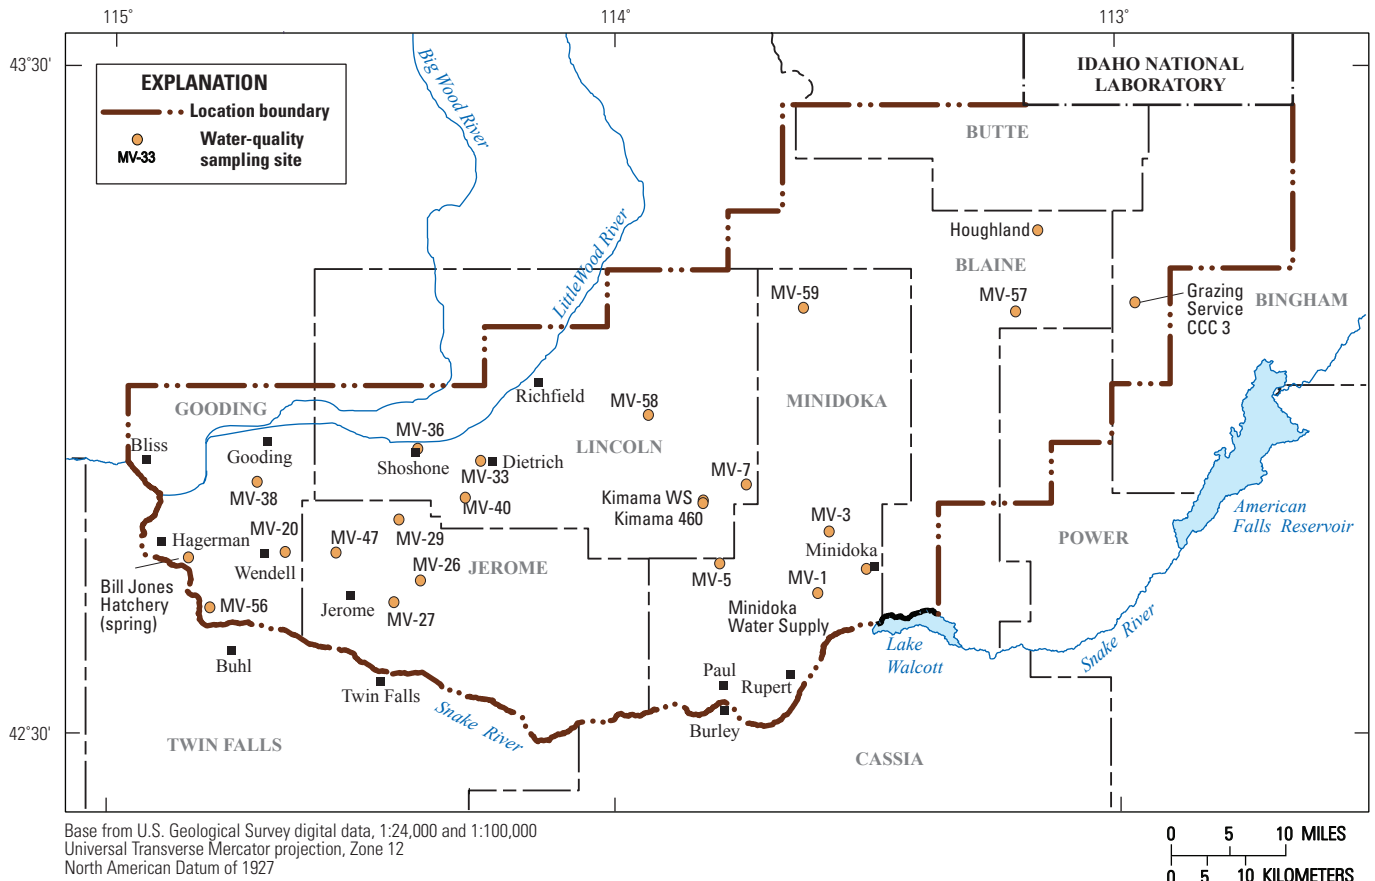 115°
114°
113°
43°30'
42°30'
EXPLANATION
Location boundary
Water-quality
sampling site
MV-33
Big Wood River
Little Wood River
IDAHO NATIONAL
LABORATORY
BUTTE
Houghland
BLAINE
MV-59
MV-57
Grazing
Service
CCC 3
BINGHAM
Richfield
GOODING
MV-58
MINIDOKA
MV-36
LINCOLN
Bliss
Gooding
Shoshone
Dietrich
MV-33
MV-7
MV-38
MV-40
Kimama WS
Kimama 460
American
Falls Reservoir
MV-20
MV-47
MV-29
MV-3
Hagerman
Minidoka
POWER
Wendell
MV-26
JEROME
MV-5
MV-1
Bill Jones
Hatchery
(spring)
MV-56
Jerome
MV-27
Minidoka
Water Supply
Lake
Walcott
Snake River
Buhl
Paul
Rupert
Twin Falls
Snake River
Burley
TWIN FALLS
CASSIA
Base from U.S. Geological Survey digital data, 1:24,000 and 1:100,000
Universal Transverse Mercator projection, Zone 12
North American Datum of 1927
0 5 10 MILES
0 5 10 KILOMETERS